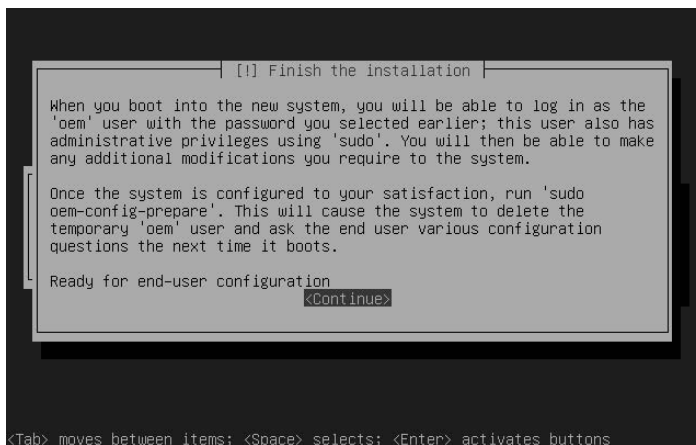 [!] Finish the installation
When you boot into the new system, you will be able to log in as the
'oem' user with the password you selected earlier; this user also has
administrative privileges using 'sudo'. You will then be able to make
any additional modifications you require to the system.
Once the system is configured to your satisfaction, run 'sudo
oem-config-prepare'. This will cause the system to delete the
temporary 'oem' user and ask the end user various configuration
questions the next time it boots.
Ready for end-user configuration
<Continue>
<Tab> moves between items; <Space> selects; <Enter> activates buttons